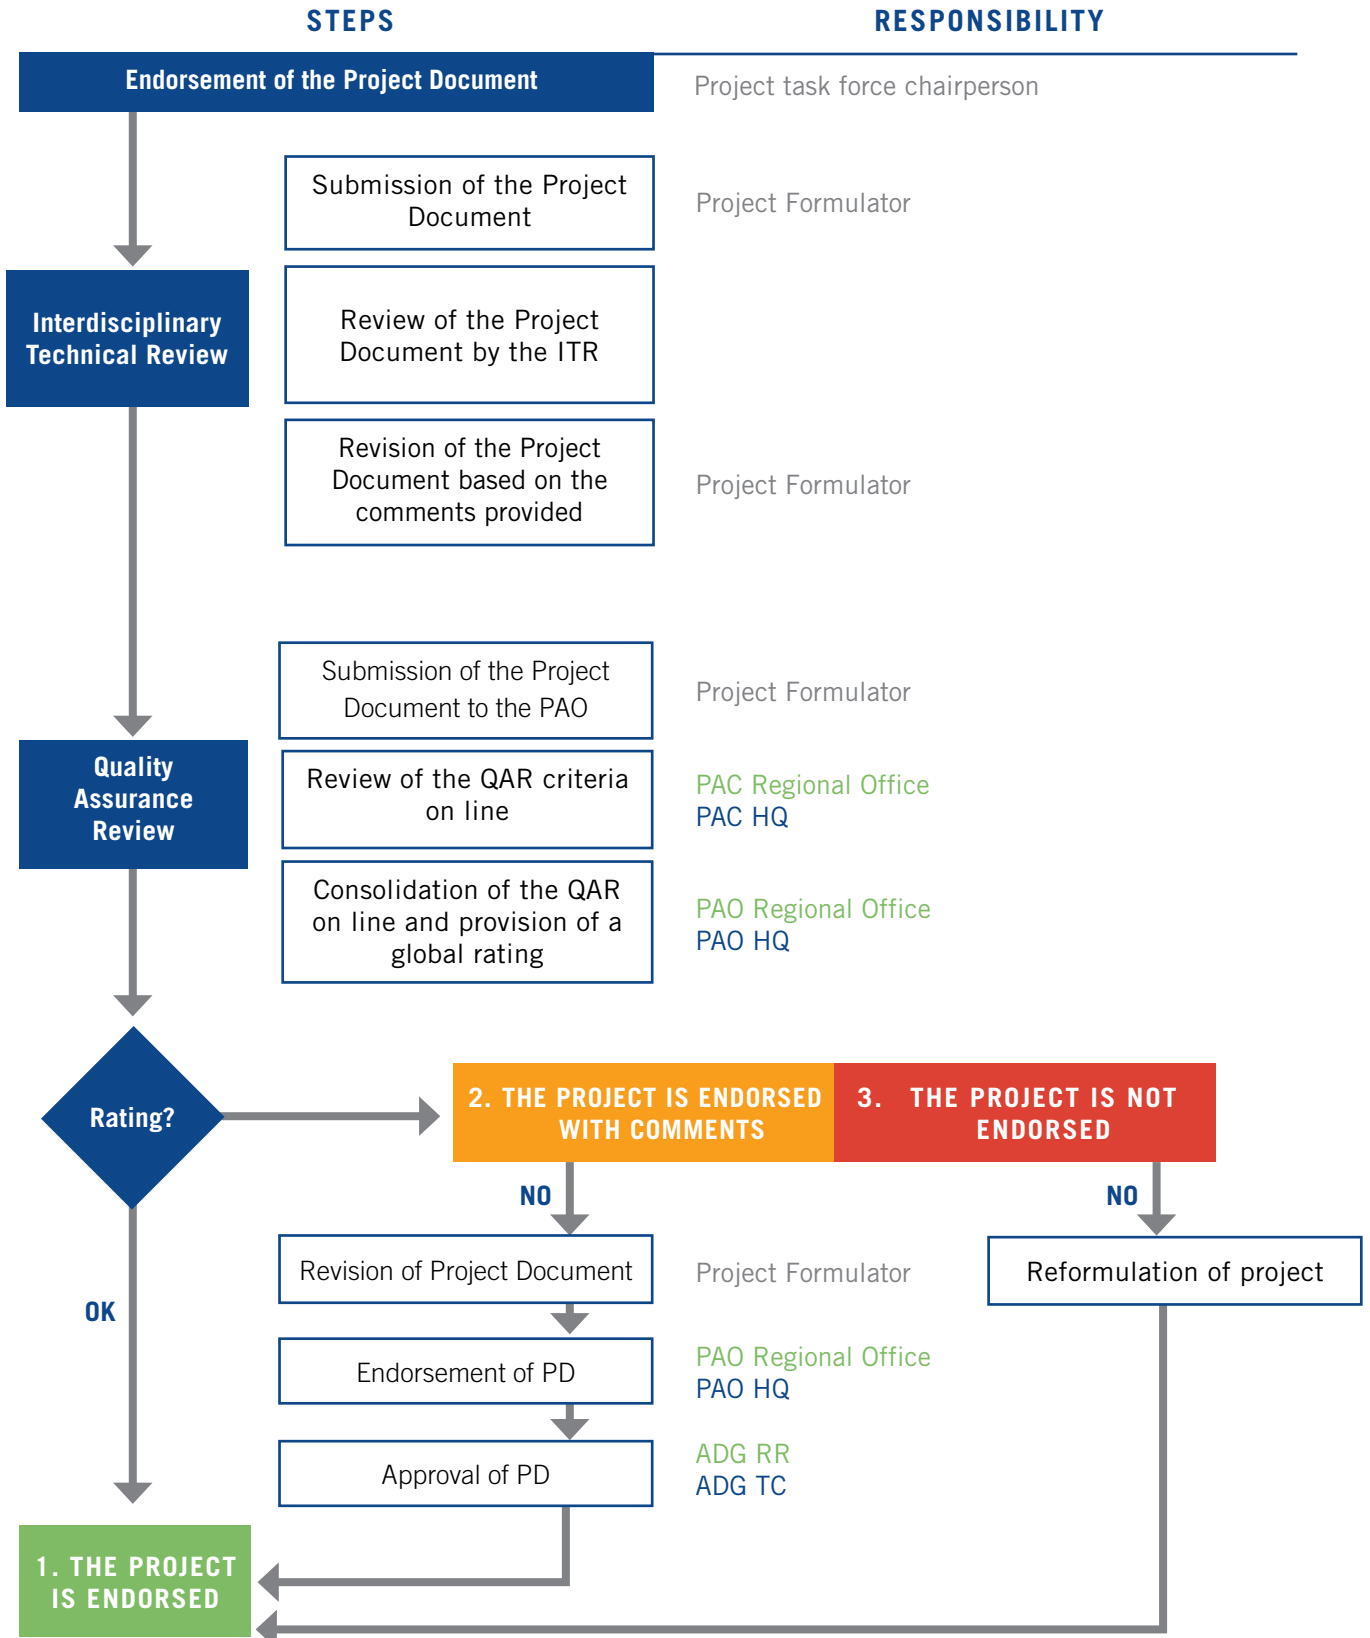 STEPS
RESPONSIBILITY
Endorsement of the Project Document
Project task force chairperson
Submission of the Project
Document
Project Formulator
Interdisciplinary
Technical Review
Review of the Project
Document by the ITR
Revision of the Project
Document based on the
comments provided
Project Formulator
Submission of the Project
Document to the PAO
Project Formulator
Quality
Assurance
Review
Review of the QAR criteria
on line
PAC Regional Office
PAC HQ
Consolidation of the QAR
on line and provision of a
global rating
PAO Regional Office
PAO HQ
Rating?
2. THE PROJECT IS ENDORSED
WITH COMMENTS
3. THE PROJECT IS NOT
ENDORSED
NO
NO
Revision of Project Document
Project Formulator
Reformulation of project
OK
Endorsement of PD
PAO Regional Office
PAO HQ
Approval of PD
ADG RR
ADG TC
1. THE PROJECT
IS ENDORSED